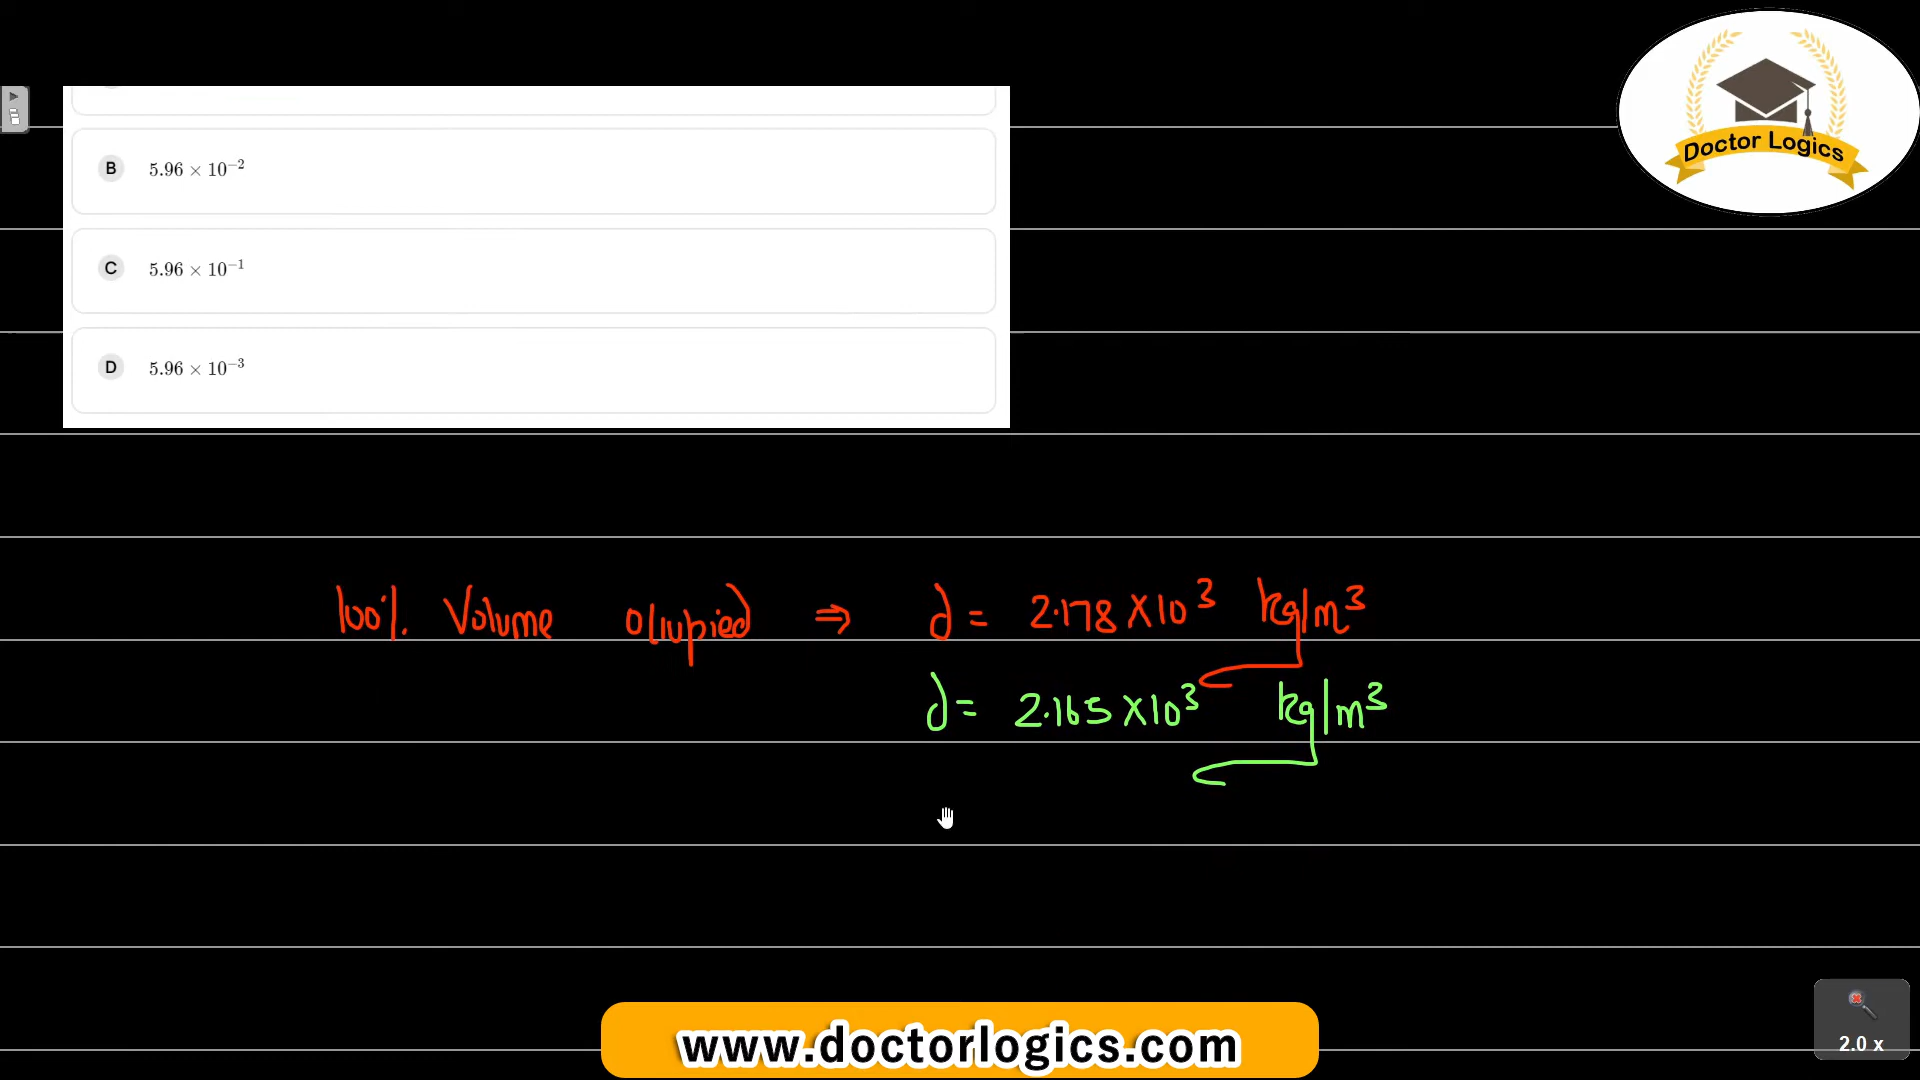 Doctor Logics
B 5.96 × 10⁻²
C 5.96 × 10⁻¹
D 5.96 × 10⁻³
100%. Volume occupied ⇒ d = 2.178 × 10³ kg/m³
d = 2.165 × 10³ kg/m³
www.doctorlogics.com
2.0 x